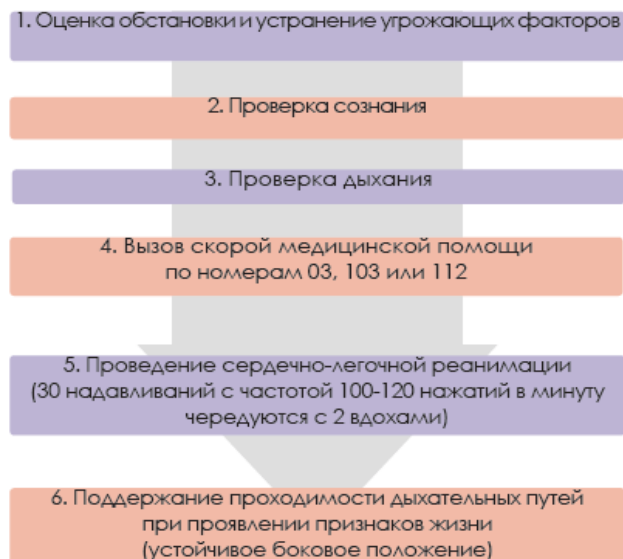 1. Оценка обстановки и устранение угрожающих факторов
2. Проверка сознания
3. Проверка дыхания
4. Вызов скорой медицинской помощи
по номерам 03, 103 или 112
5. Проведение сердечно-легочной реанимации
(30 надавливаний с частотой 100-120 нажатий в минуту
чередуются с 2 вдохами)
6. Поддержание проходимости дыхательных путей
при проявлении признаков жизни
(устойчивое боковое положение)